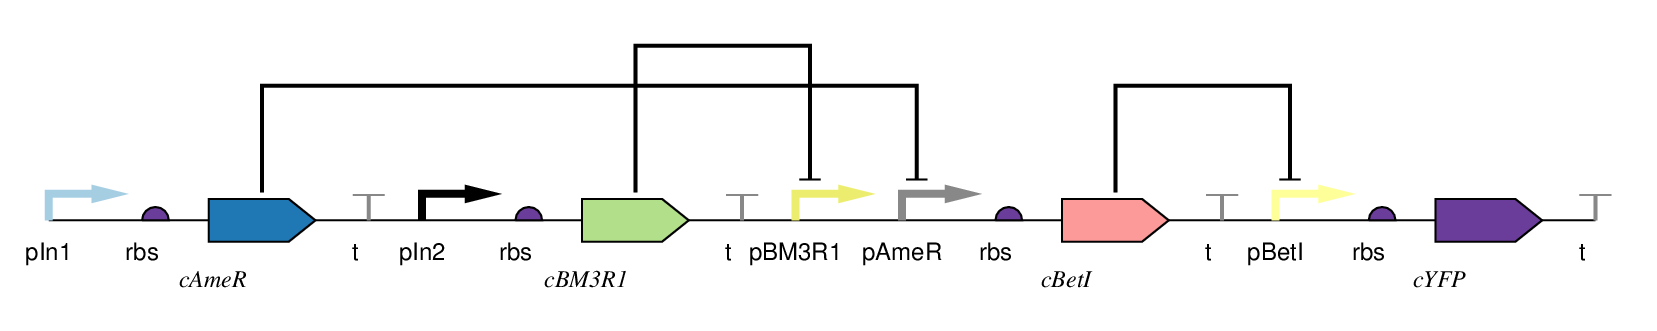 pIn1 rbs t pIn2 rbs t pBM3R1 pAmeR rbs t pBetI rbs t
cAmeR cBM3R1 cBetI cYFP